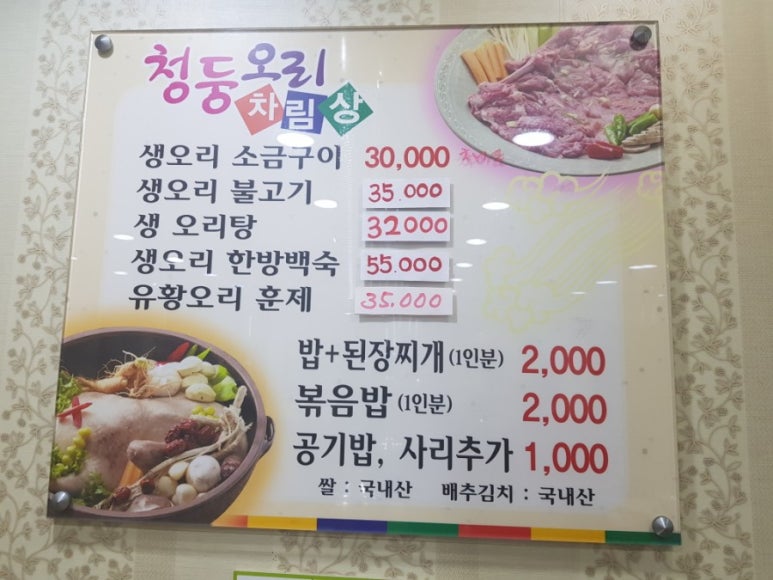 청둥오리
차림상
생오리 소금구이 30,000
생오리 불고기 35.000
생 오리탕 32000
생오리 한방백숙 55.000
유황오리 훈제 35.000
밥+된장찌개 (1인분) 2,000
볶음밥 (1인분) 2,000
공기밥, 사리추가 1,000
쌀 : 국내산 배추김치 : 국내산